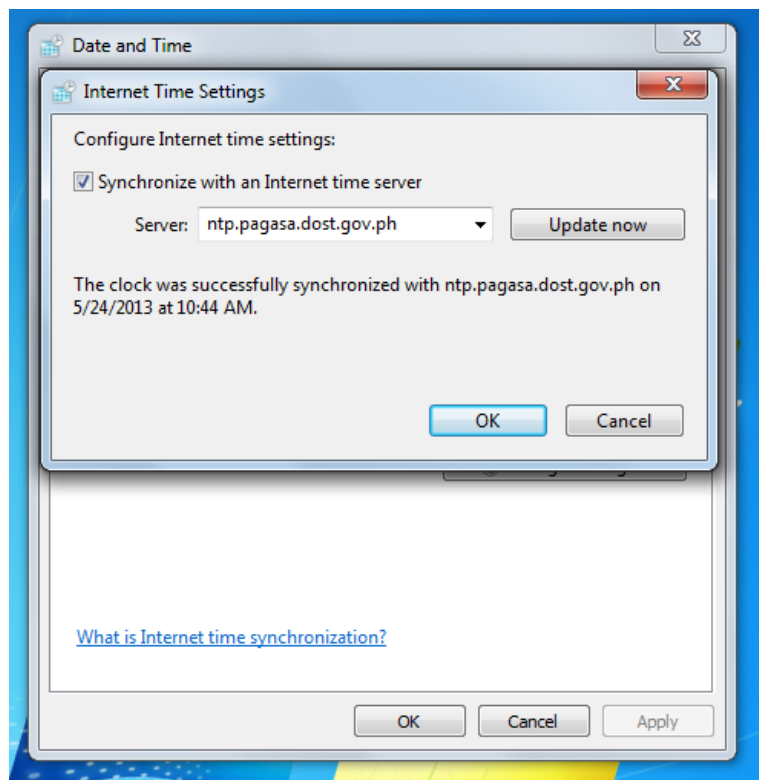 Date and Time
Internet Time Settings
Configure Internet time settings:
Synchronize with an Internet time server
Server: ntp.pagasa.dost.gov.ph Update now
The clock was successfully synchronized with ntp.pagasa.dost.gov.ph on
5/24/2013 at 10:44 AM.
OK Cancel
What is Internet time synchronization?
OK Cancel Apply